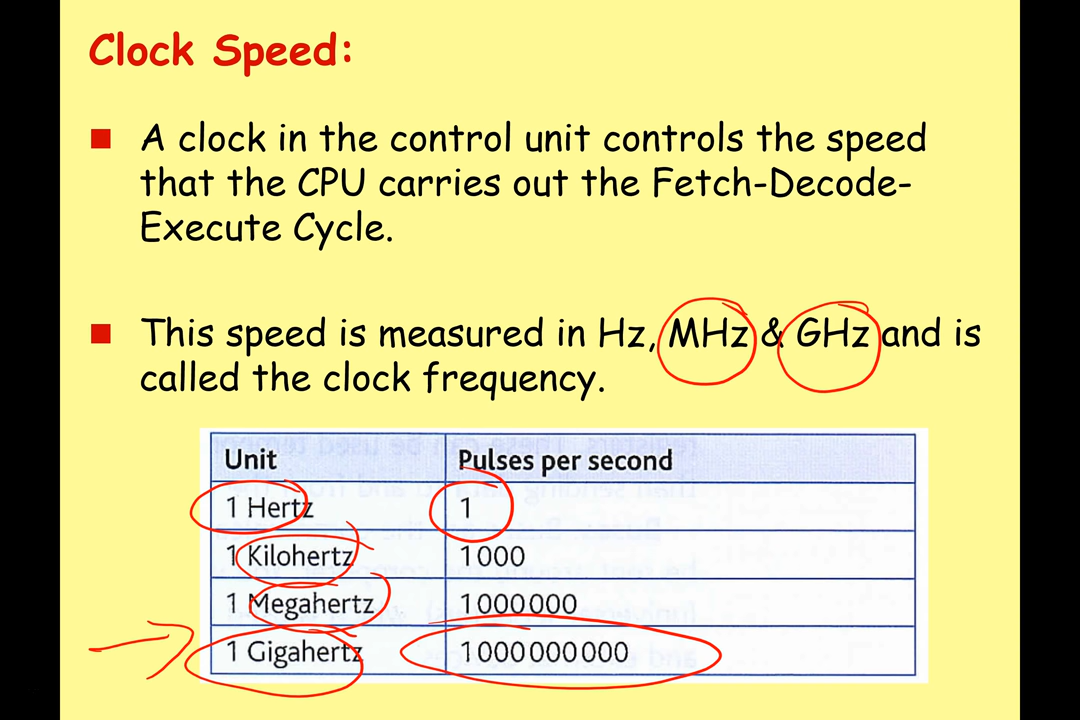 Clock Speed:
A clock in the control unit controls the speed
that the CPU carries out the Fetch-Decode-
Execute Cycle.
This speed is measured in Hz, MHz & GHz and is
called the clock frequency.
Unit Pulses per second
1 Hertz 1
1 Kilohertz 1000
1 Megahertz 1000000
1 Gigahertz 1000000000